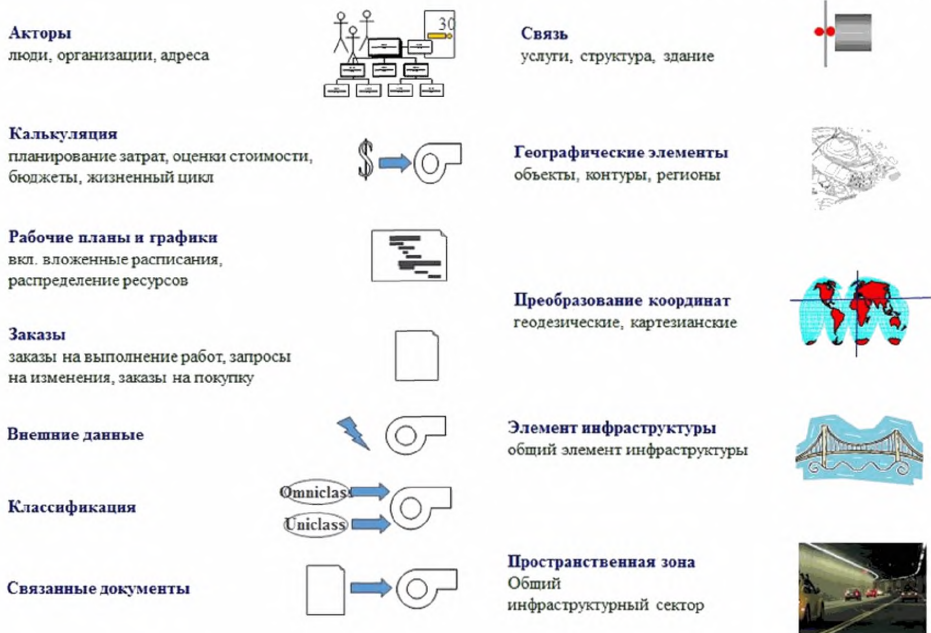 Акторы
люди, организации, адреса
30
Калькуляция
планирование затрат, оценки стоимости,
бюджеты, жизненный цикл
$
Рабочие планы и графики
вкл. вложенные расписания,
распределение ресурсов
Заказы
заказы на выполнение работ, запросы
на изменения, заказы на покупку
Внешние данные
Классификация
Omniclass
Uniclass
Связанные документы
Связь
услуги, структура, здание
Географические элементы
объекты, контуры, регионы
Преобразование координат
геодезические, картезианские
Элемент инфраструктуры
общий элемент инфраструктуры
Пространственная зона
Общий
инфраструктурный сектор